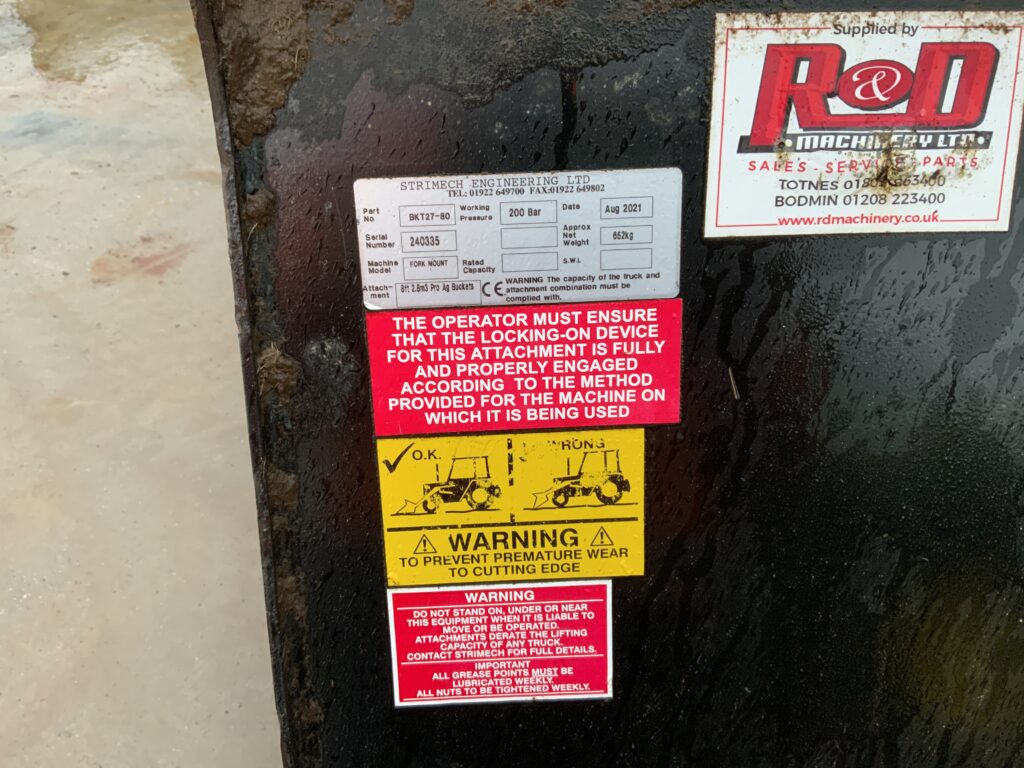 Supplied by
R&D
MACHINERY LTD
SALES - SERVICE - PARTS
TOTNES 663400
BODMIN 01208 223400
www.rdmachinery.co.uk
STRIMECH ENGINEERING LTD
TEL: 01922 649700 FAX:01922 649802
Part No BKT27-80 Working Pressure 200 Bar Date Aug 2021
Serial Number 240335 Approx Net Weight 652kg
Machine Model FORK MOUNT Rated Capacity S.W.L
Attach-ment 8ft 2.8m3 Pro Ag Buckets CE WARNING The capacity of the truck and
attachment combination must be
complied with.
THE OPERATOR MUST ENSURE
THAT THE LOCKING-ON DEVICE
FOR THIS ATTACHMENT IS FULLY
AND PROPERLY ENGAGED
ACCORDING TO THE METHOD
PROVIDED FOR THE MACHINE ON
WHICH IT IS BEING USED
O.K. WRONG
WARNING
TO PREVENT PREMATURE WEAR
TO CUTTING EDGE
WARNING
DO NOT STAND ON, UNDER OR NEAR
THIS EQUIPMENT WHEN IT IS LIABLE TO
MOVE OR BE OPERATED.
ATTACHMENTS DERATE THE LIFTING
CAPACITY OF ANY TRUCK.
CONTACT STRIMECH FOR FULL DETAILS.
IMPORTANT
ALL GREASE POINTS MUST BE
LUBRICATED WEEKLY.
ALL NUTS TO BE TIGHTENED WEEKLY.